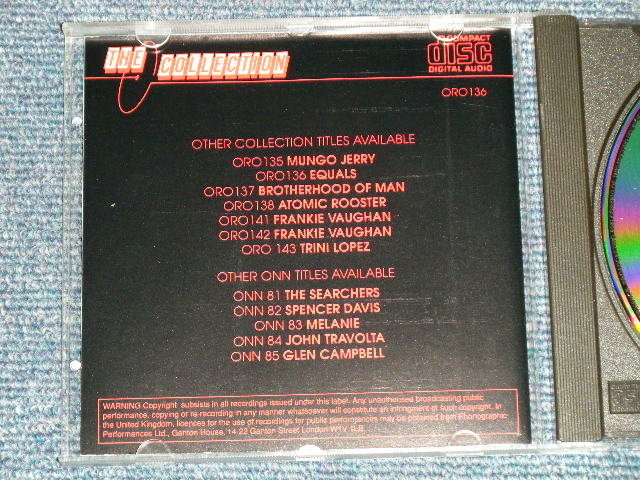 THE COLLECTION
COMPACT
disc
DIGITAL AUDIO
ORO136
OTHER COLLECTION TITLES AVAILABLE
ORO135 MUNGO JERRY
ORO136 EQUALS
ORO137 BROTHERHOOD OF MAN
ORO138 ATOMIC ROOSTER
ORO141 FRANKIE VAUGHAN
ORO142 FRANKIE VAUGHAN
ORO 143 TRINI LOPEZ
OTHER ONN TITLES AVAILABLE
ONN 81 THE SEARCHERS
ONN 82 SPENCER DAVIS
ONN 83 MELANIE
ONN 84 JOHN TRAVOLTA
ONN 85 GLEN CAMPBELL
WARNING Copyright subsists in all recordings issued under this label. Any unauthorised broadcasting public
performance, copying or re-recording in any manner whatsoever will constitute an infringment of such copyright. In
the United Kingdom, licences for the use of recordings for public performances may be obtained from Phonographic
Performances Ltd., Ganton House, 14-22 Ganton Street London W1V